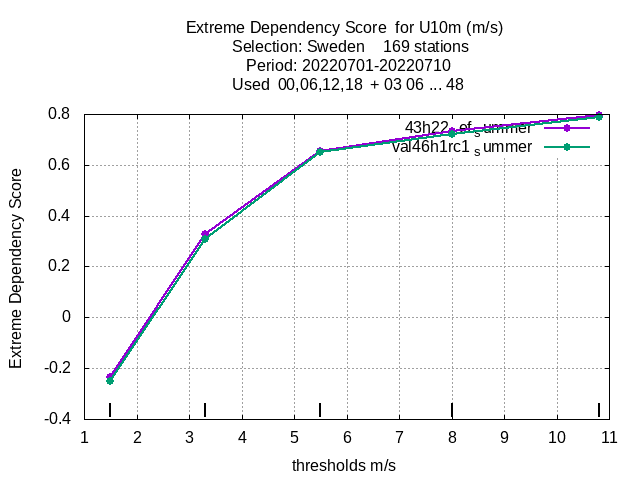 Extreme Dependency Score for U10m (m/s)
Selection: Sweden 169 stations
Period: 20220701-20220710
Used 00,06,12,18 + 03 06 ... 48
Extreme Dependency Score
0.8
0.6
0.4
0.2
0
-0.2
-0.4
ummer
val46h1rc1 s ummer
1 2 3 4 5 6 7 8 9 10 11
thresholds m/s